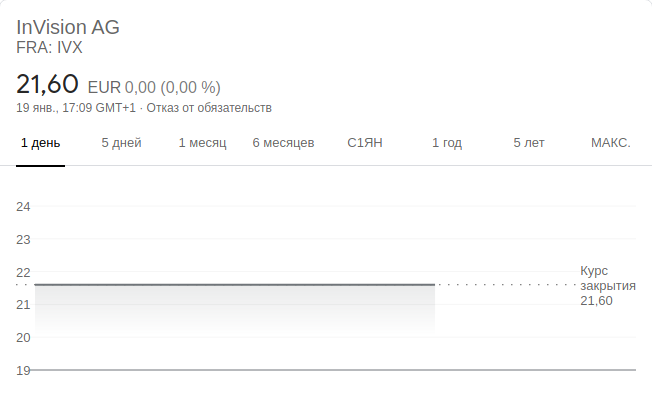 InVision AG
FRA: IVX
21,60 EUR 0,00 (0,00 %)
19 янв., 17:09 GMT+1 · Отказ от обязательств
1 день 5 дней 1 месяц 6 месяцев С1ЯН 1 год 5 лет МАКС.
24
23
22
21
20
19
Курс
закрытия
21,60